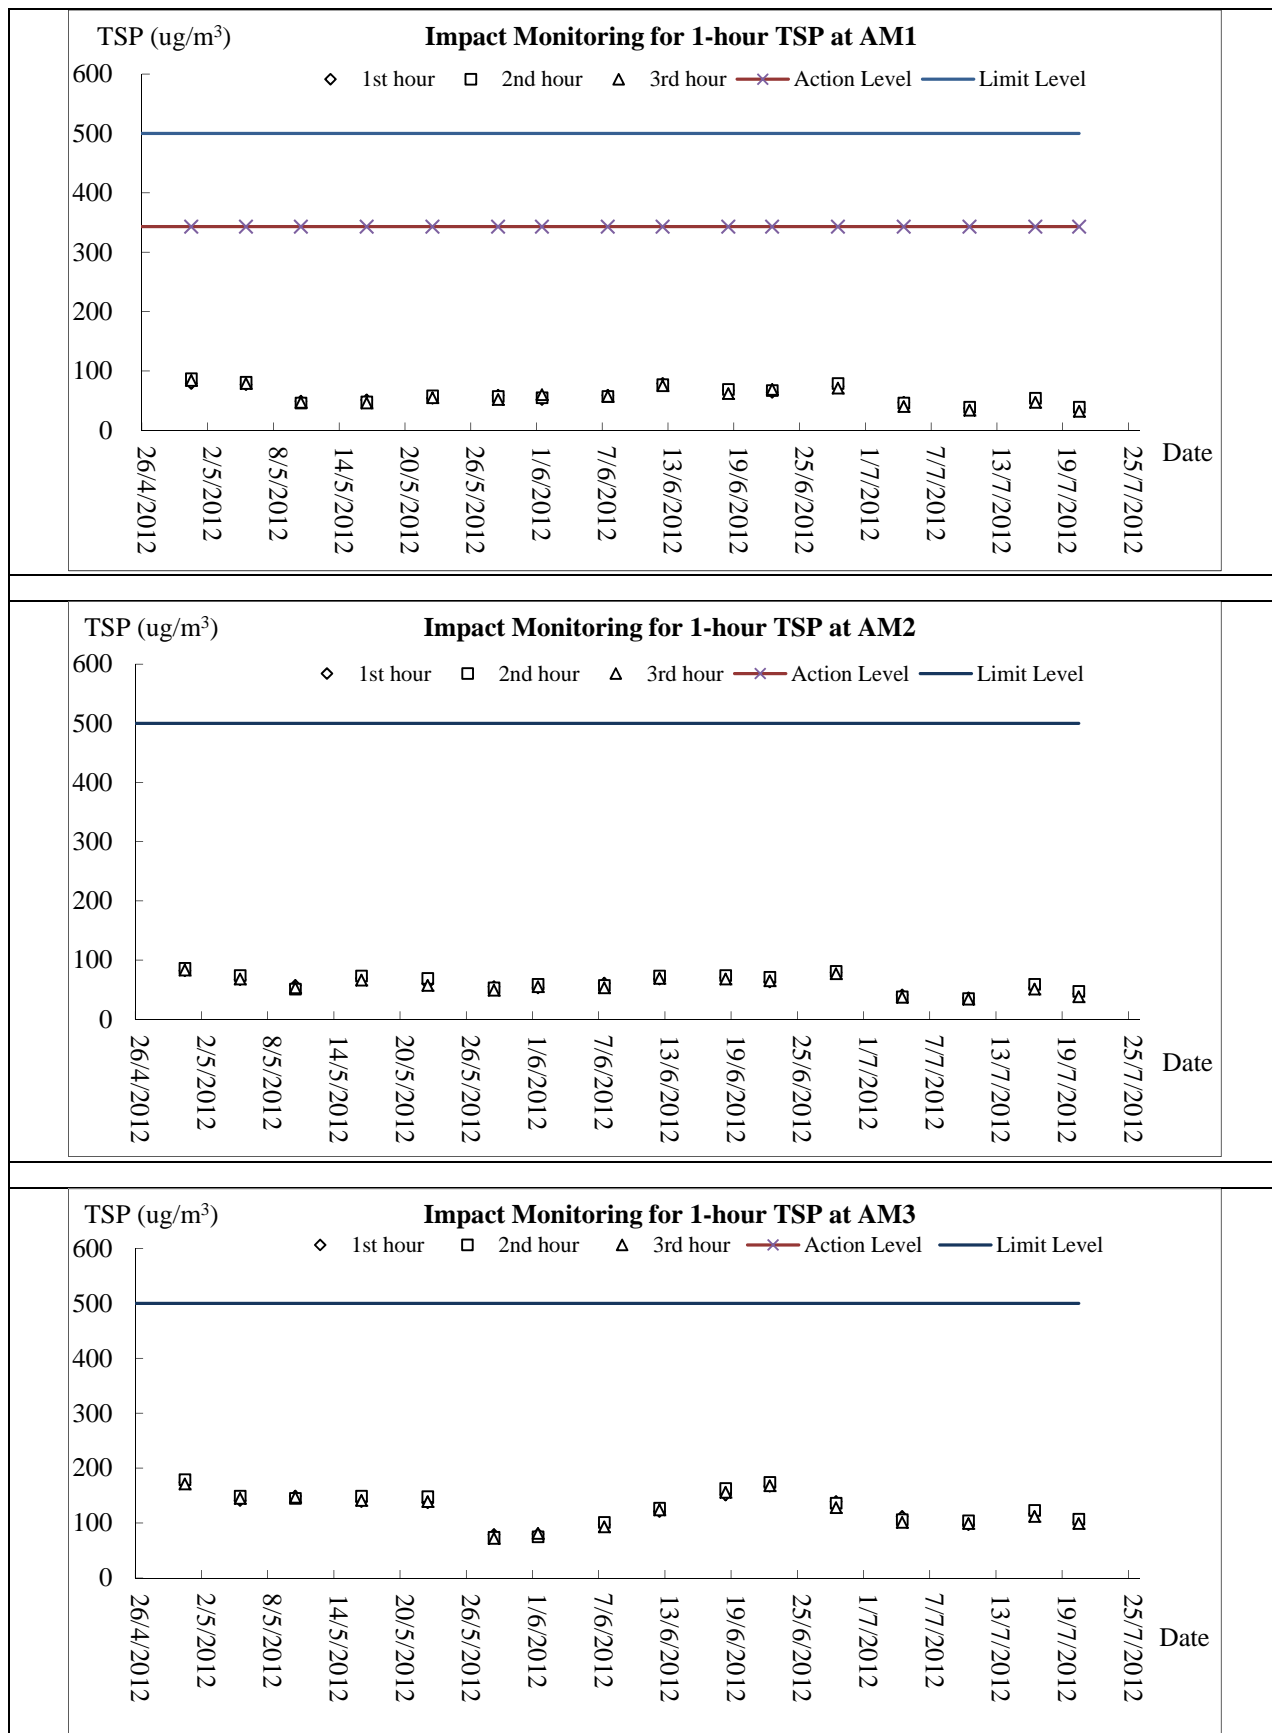 TSP (ug/m³) Impact Monitoring for 1-hour TSP at AM1
1st hour 2nd hour 3rd hour Action Level Limit Level
600
500
400
300
200
100
0
26/4/2012 2/5/2012 8/5/2012 14/5/2012 20/5/2012 26/5/2012 1/6/2012 7/6/2012 13/6/2012 19/6/2012 25/6/2012 1/7/2012 7/7/2012 13/7/2012 19/7/2012 25/7/2012 Date
TSP (ug/m³) Impact Monitoring for 1-hour TSP at AM2
1st hour 2nd hour 3rd hour Action Level Limit Level
600
500
400
300
200
100
0
26/4/2012 2/5/2012 8/5/2012 14/5/2012 20/5/2012 26/5/2012 1/6/2012 7/6/2012 13/6/2012 19/6/2012 25/6/2012 1/7/2012 7/7/2012 13/7/2012 19/7/2012 25/7/2012 Date
TSP (ug/m³) Impact Monitoring for 1-hour TSP at AM3
1st hour 2nd hour 3rd hour Action Level Limit Level
600
500
400
300
200
100
0
26/4/2012 2/5/2012 8/5/2012 14/5/2012 20/5/2012 26/5/2012 1/6/2012 7/6/2012 13/6/2012 19/6/2012 25/6/2012 1/7/2012 7/7/2012 13/7/2012 19/7/2012 25/7/2012 Date